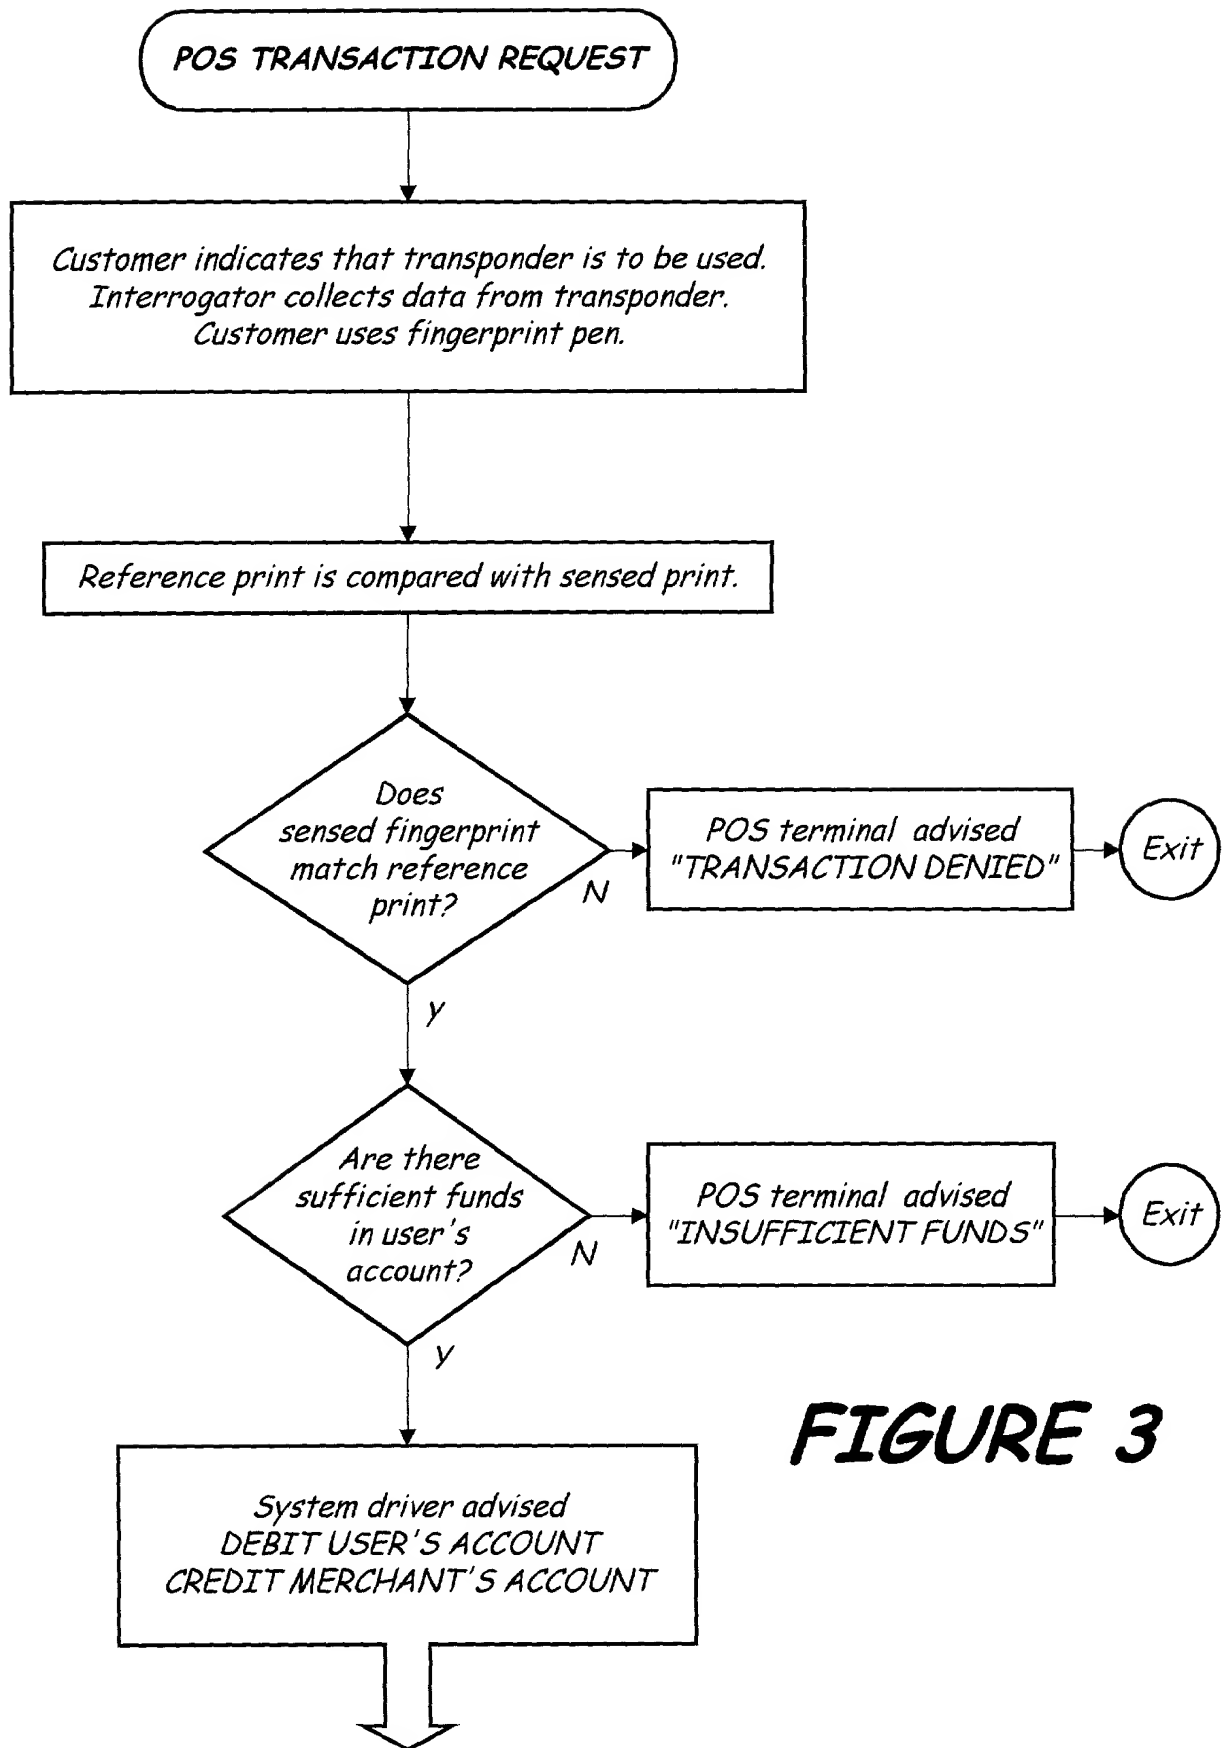 POS TRANSACTION REQUEST
Customer indicates that transponder is to be used.
Interrogator collects data from transponder.
Customer uses fingerprint pen.
Reference print is compared with sensed print.
Does
sensed fingerprint
match reference
print?
N
POS terminal advised
"TRANSACTION DENIED"
Exit
Y
Are there
sufficient funds
in user's
account?
N
POS terminal advised
"INSUFFICIENT FUNDS"
Exit
Y
FIGURE 3
System driver advised
DEBIT USER'S ACCOUNT
CREDIT MERCHANT'S ACCOUNT